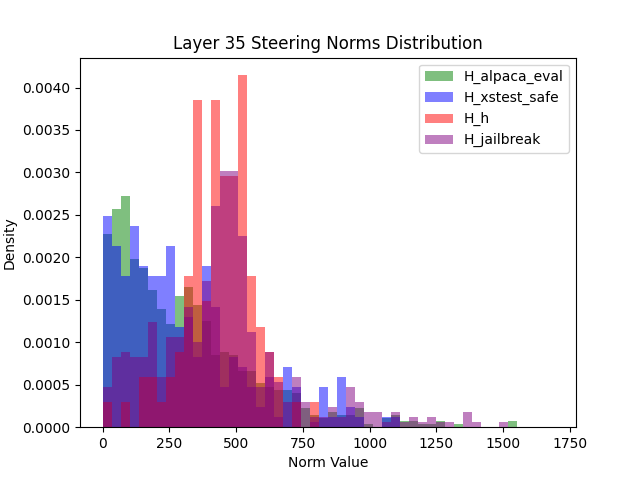 Layer 35 Steering Norms Distribution
H_alpaca_eval
H_xstest_safe
H_h
H_jailbreak
0.0040
0.0035
0.0030
0.0025
0.0020
0.0015
0.0010
0.0005
0.0000
Density
0 250 500 750 1000 1250 1500 1750
Norm Value